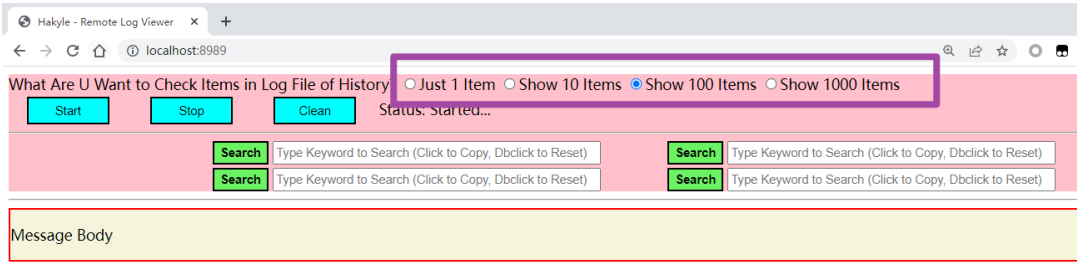 Hakyle - Remote Log Viewer
localhost:8989
What Are U Want to Check Items in Log File of History Just 1 Item Show 10 Items Show 100 Items Show 1000 Items
Start Stop Clean Status: Started...
Search Type Keyword to Search (Click to Copy, Dbclick to Reset) Search Type Keyword to Search (Click to Copy, Dbclick to Reset)
Search Type Keyword to Search (Click to Copy, Dbclick to Reset) Search Type Keyword to Search (Click to Copy, Dbclick to Reset)
Message Body